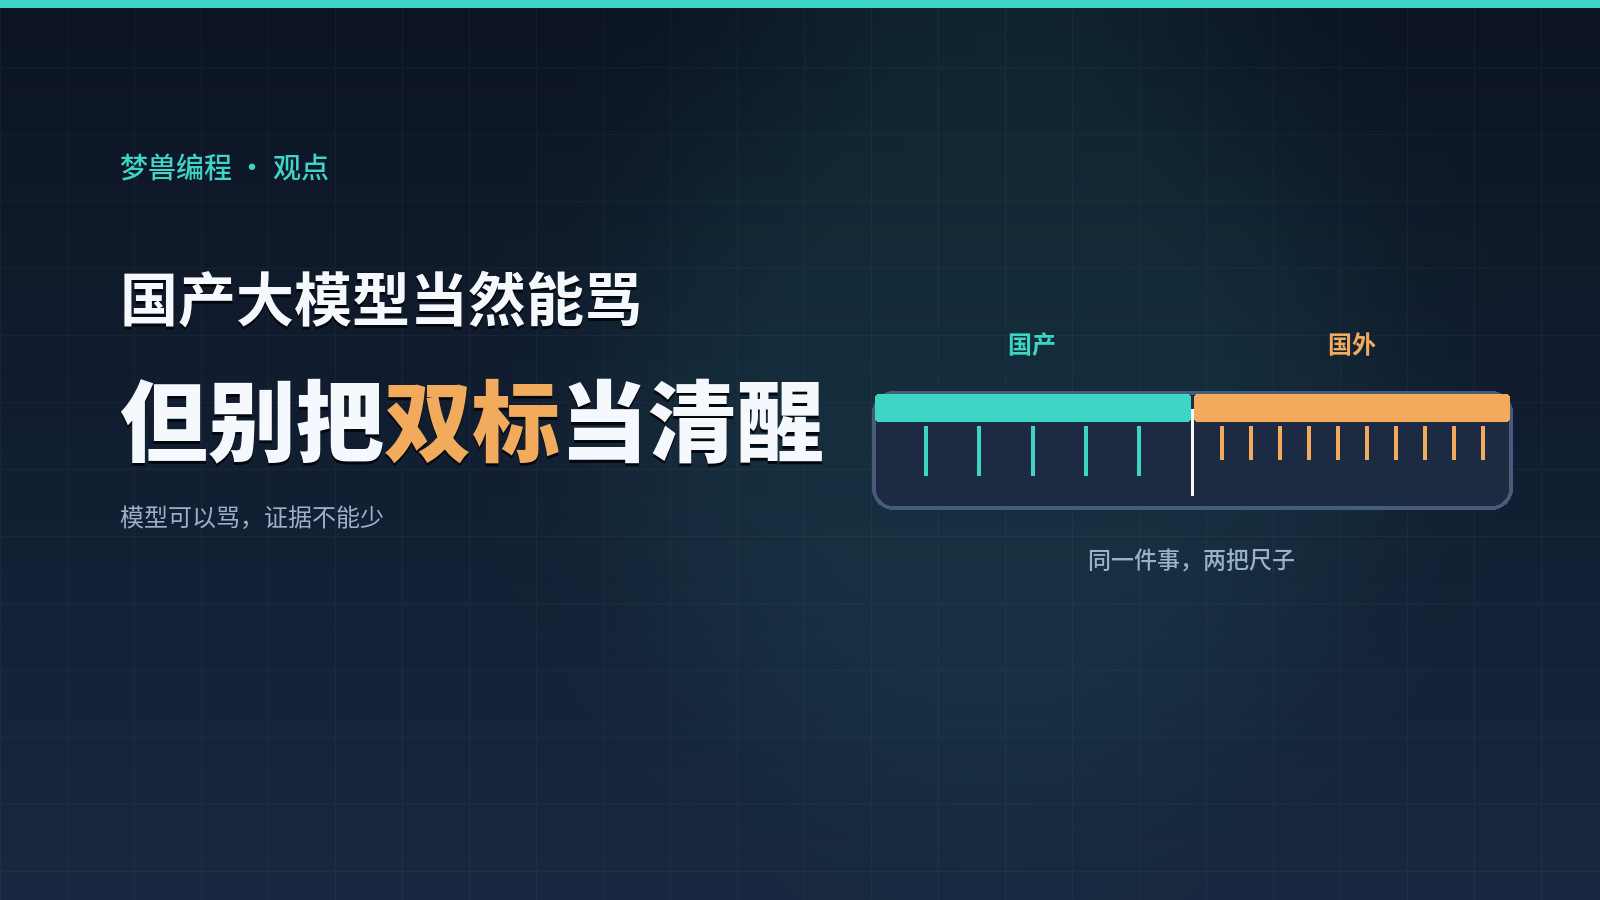 梦兽编程 · 观点
国产大模型当然能骂
但别把双标当清醒
模型可以骂，证据不能少
国产
国外
同一件事，两把尺子